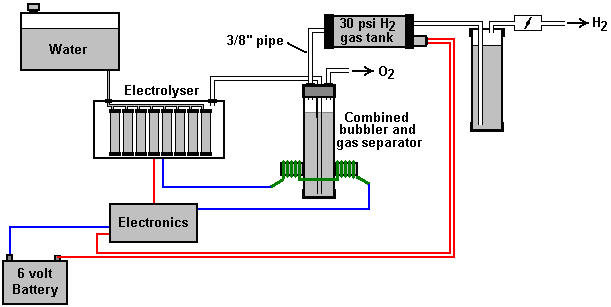 30 psi H2
gas tank
H2
3/8" pipe
Water
O2
Electrolyser
Combined
bubbler and
gas separator
Electronics
6 volt
Battery